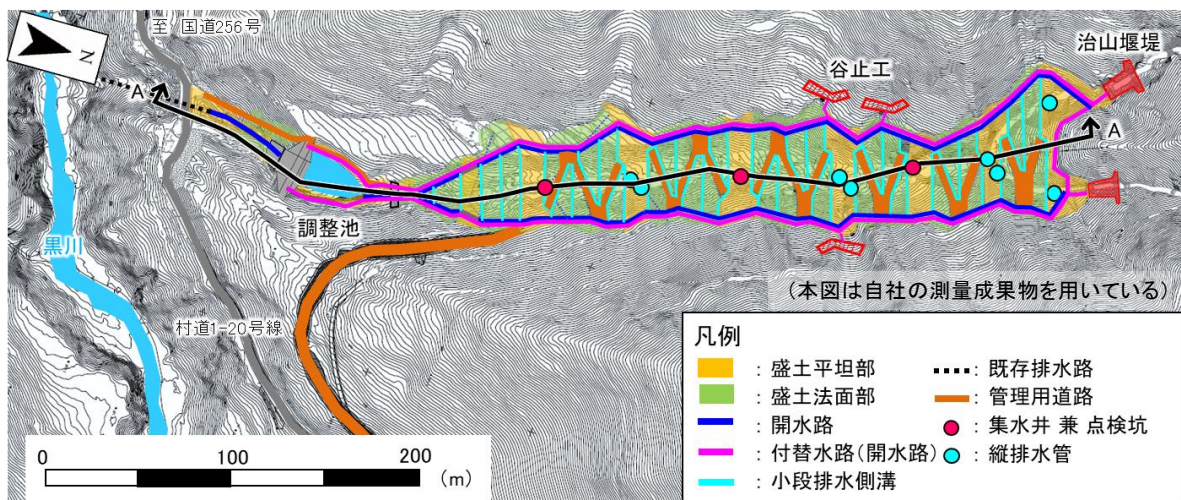 至 国道256号
N
A
治山堰堤
谷止工
A
調整池
黒川
(本図は自社の測量成果物を用いている)
村道1-20号線
凡例
: 盛土平坦部
: 既存排水路
: 盛土法面部
: 管理用道路
: 開水路
: 集水井 兼 点検坑
: 付替水路(開水路)
: 縦排水管
: 小段排水側溝
0 100 200
(m)